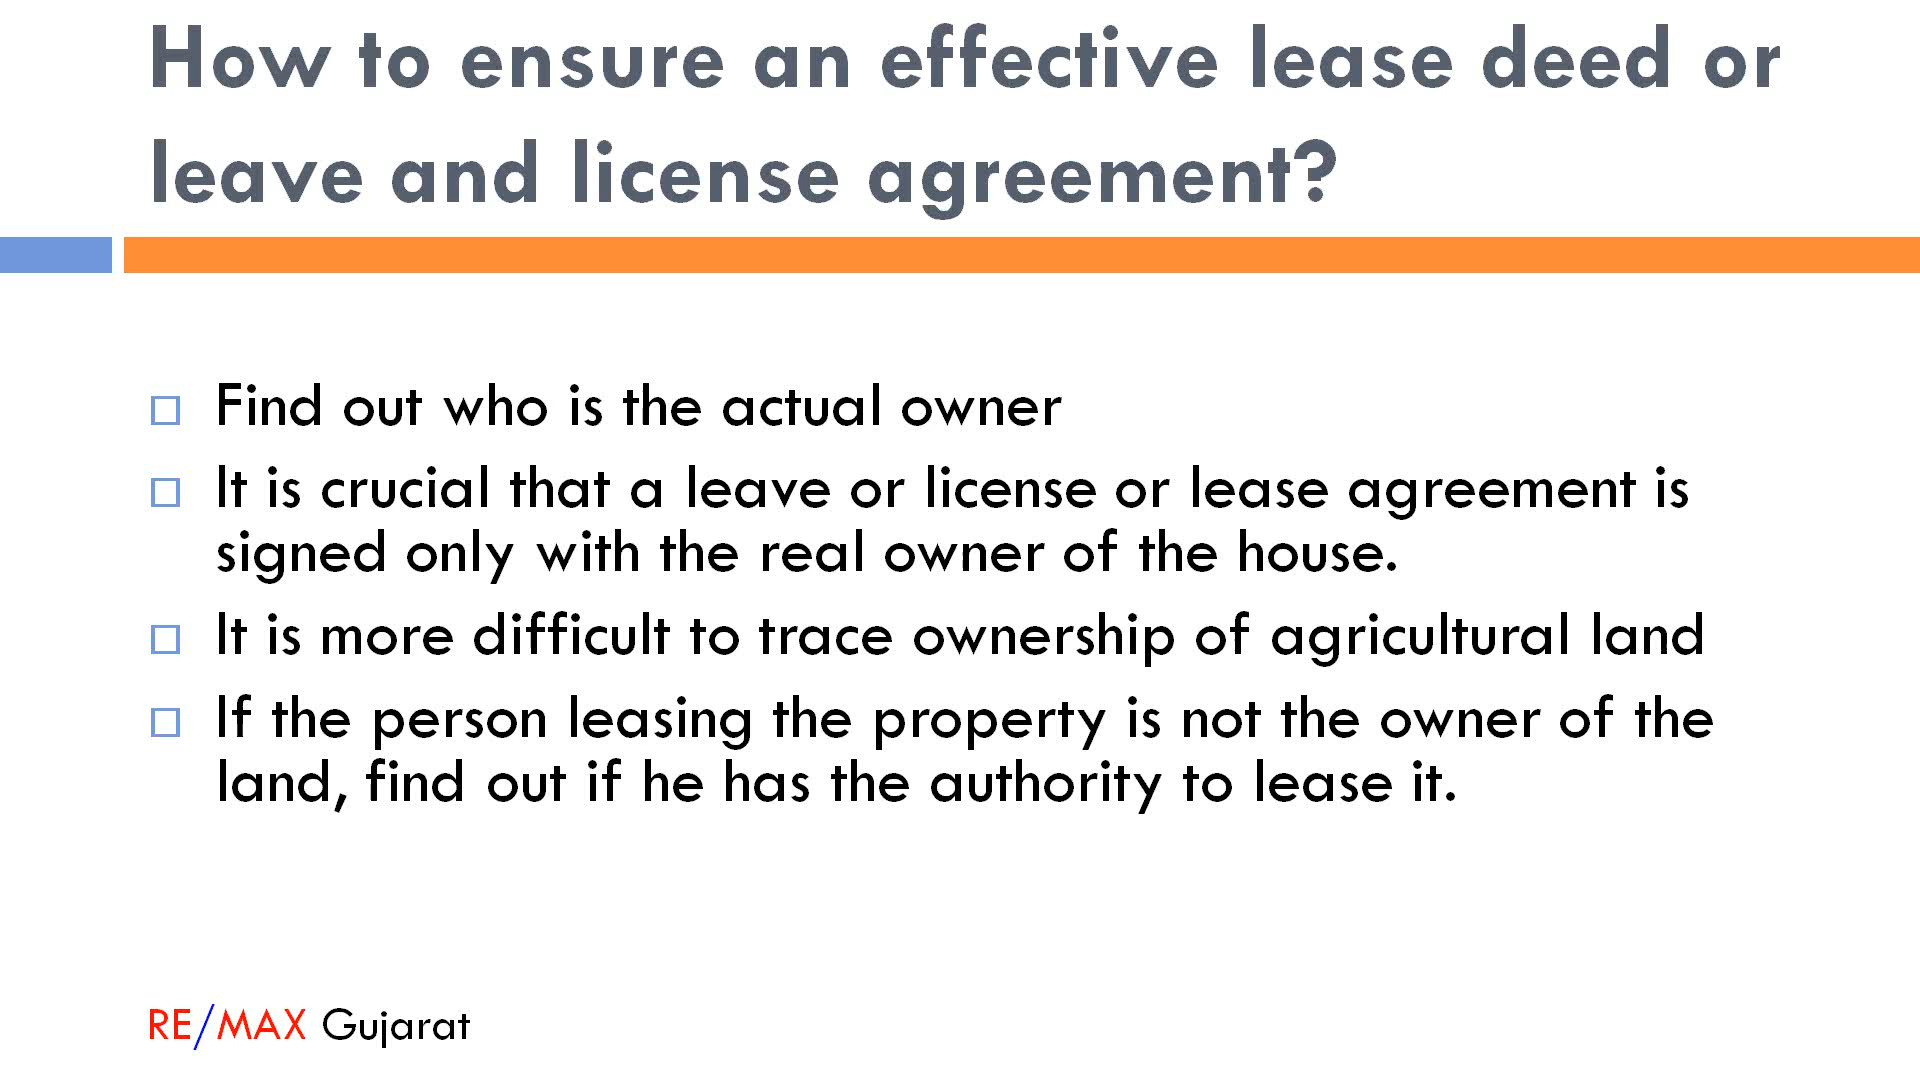 How to ensure an effective lease deed or
leave and license agreement?
Find out who is the actual owner
It is crucial that a leave or license or lease agreement is
signed only with the real owner of the house.
It is more difficult to trace ownership of agricultural land
If the person leasing the property is not the owner of the
land, find out if he has the authority to lease it.
RE/MAX Gujarat